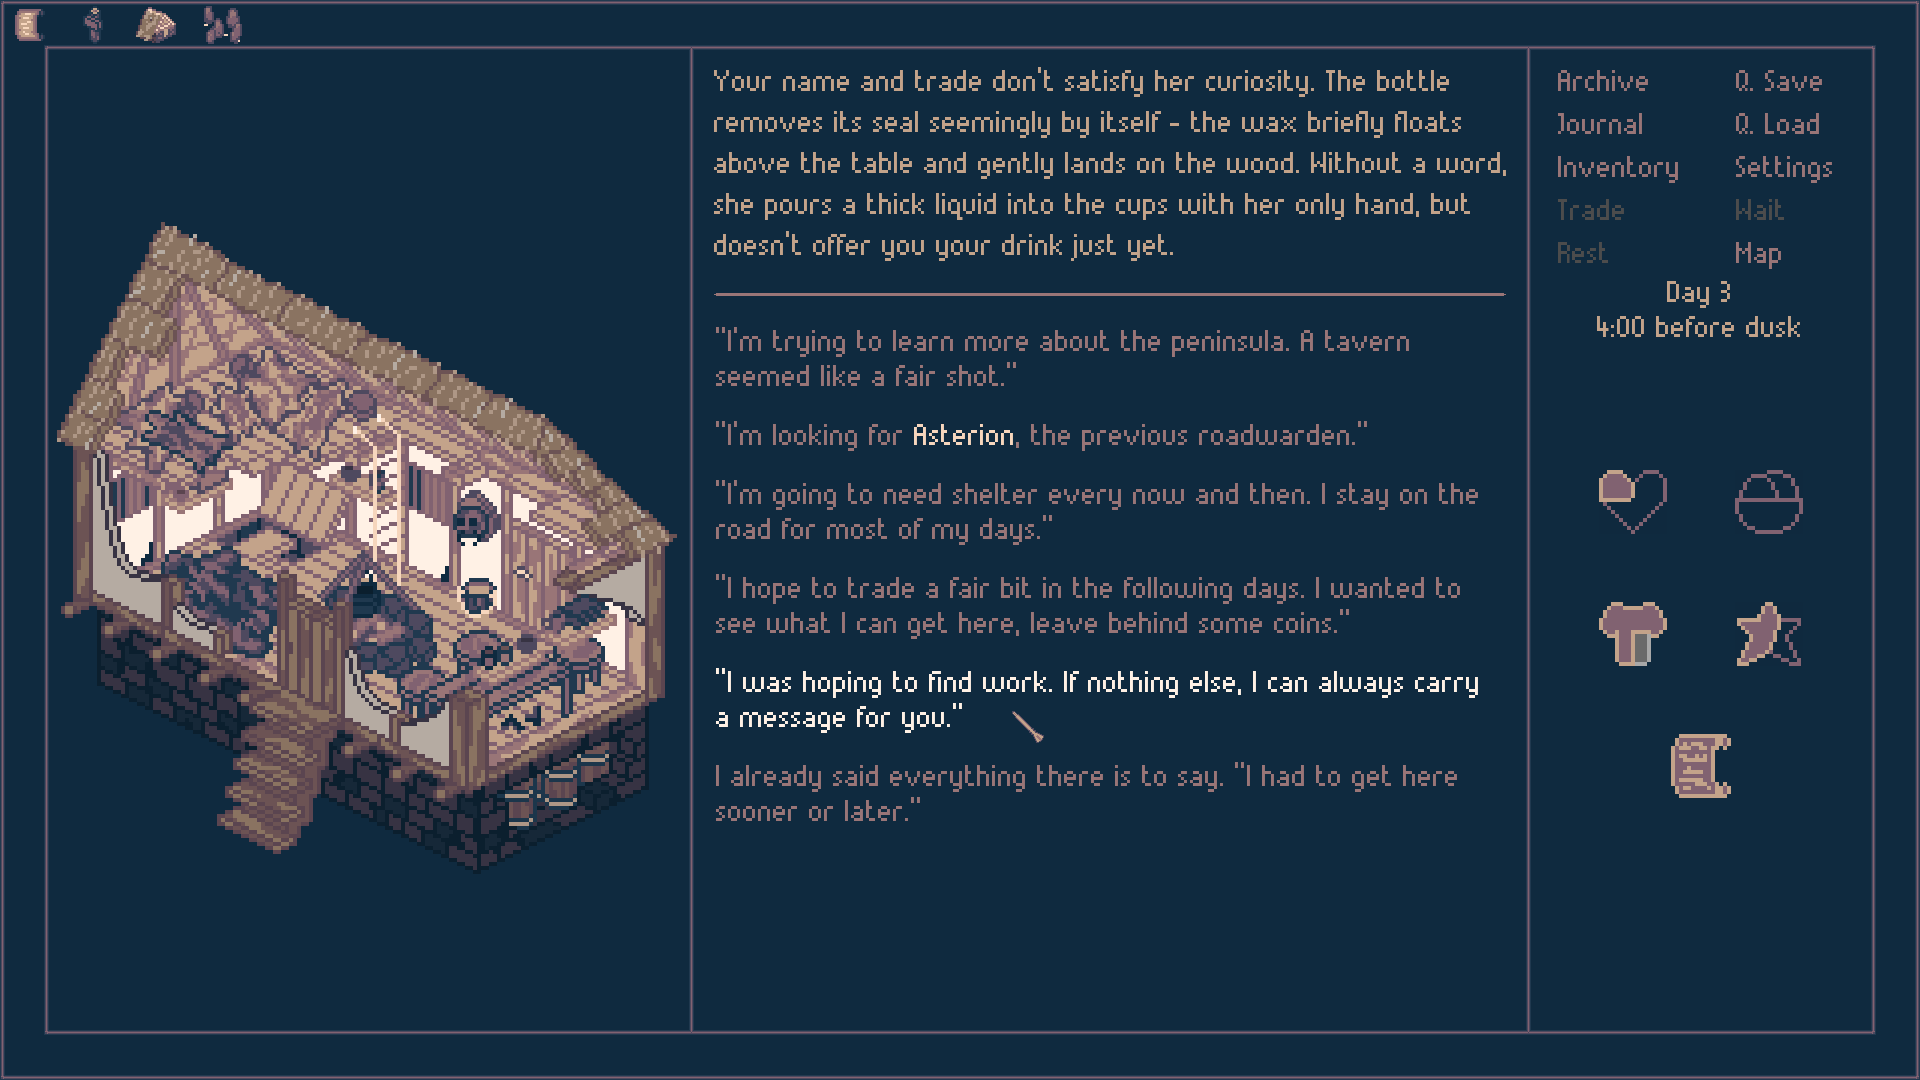 Your name and trade don't satisfy her curiosity. The bottle
removes its seal seemingly by itself - the wax briefly floats
above the table and gently lands on the wood. Without a word,
she pours a thick liquid into the cups with her only hand, but
doesn't offer you your drink just yet.
"I'm trying to learn more about the peninsula. A tavern
seemed like a fair shot."
"I'm looking for Asterion, the previous roadwarden."
"I'm going to need shelter every now and then. I stay on the
road for most of my days."
"I hope to trade a fair bit in the following days. I wanted to
see what I can get here, leave behind some coins."
"I was hoping to find work. If nothing else, I can always carry
a message for you."
I already said everything there is to say. "I had to get here
sooner or later."
Archive Q. Save
Journal Q. Load
Inventory Settings
Trade Wait
Rest Map
Day 3
4:00 before dusk